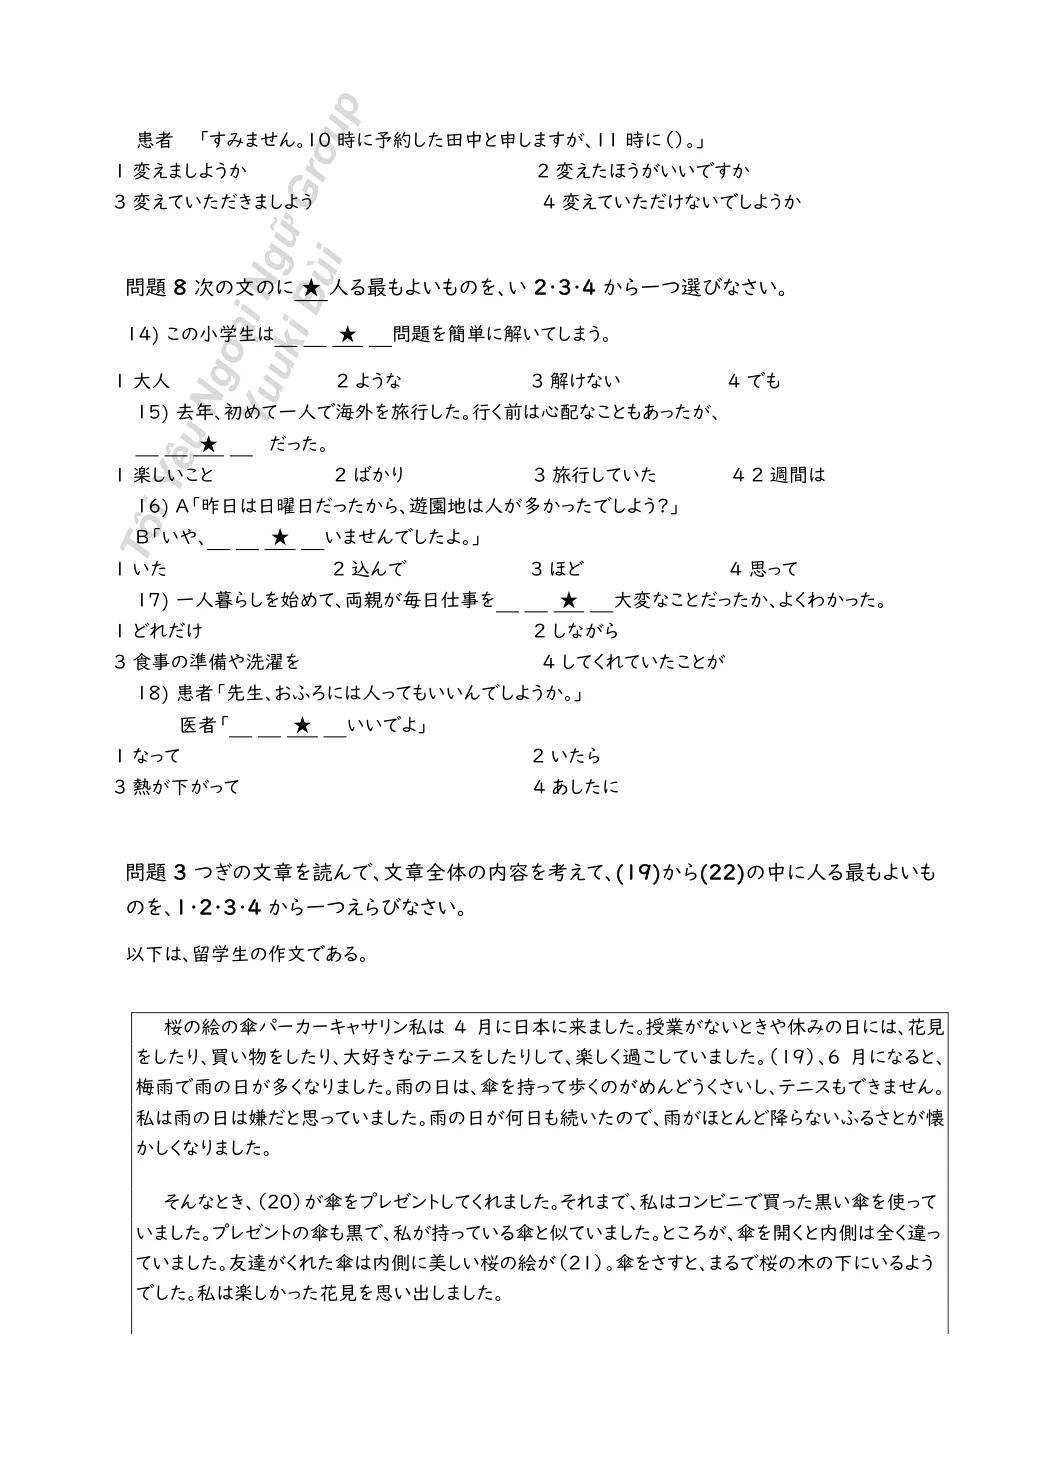 患者　「すみません。10 時に予約した田中と申しますが、11 時に（）。」
1 変えましようか　2 変えたほうがいいですか
3 変えていただきましよう　4 変えていただけないでしようか
問題 8 次の文のに ★ 人る最もよいものを、い 2・3・4 から一つ選びなさい。
14) この小学生は__ __ ★ __問題を簡単に解いてしまう。
1 大人　2 ような　3 解けない　4 でも
15) 去年、初めて一人で海外を旅行した。行く前は心配なこともあったが、
__ __ ★ __ だった。
1 楽しいこと　2 ばかり　3 旅行していた　4 2 週間は
16) A「昨日は日曜日だったから、遊園地は人が多かったでしよう?」
B「いや、__ __ ★ __いませんでしたよ。」
1 いた　2 込んで　3 ほど　4 思って
17) 一人暮らしを始めて、両親が毎日仕事を__ __ ★ __大変なことだったか、よくわかった。
1 どれだけ　2 しながら
3 食事の準備や洗濯を　4 してくれていたことが
18) 患者「先生、おふろには人ってもいいんでしようか。」
医者「__ __ ★ __いいでよ」
1 なって　2 いたら
3 熱が下がって　4 あしたに
問題 3 つぎの文章を読んで、文章全体の内容を考えて、(19)から(22)の中に人る最もよいも
のを、1・2・3・4 から一つえらびなさい。
以下は、留学生の作文である。
桜の絵の傘パーカーキャサリン私は 4 月に日本に来ました。授業がないときや休みの日には、花見
をしたり、買い物をしたり、大好きなテニスをしたりして、楽しく過こしていました。（19）、6 月になると、
梅雨で雨の日が多くなりました。雨の日は、傘を持って歩くのがめんどうくさいし、テニスもできません。
私は雨の日は嫌だと思っていました。雨の日が何日も続いたので、雨がほとんど降らないふるさとが懐
かしくなりました。
そんなとき、（20）が傘をプレゼントしてくれました。それまで、私はコンビニで買った黒い傘を使って
いました。プレゼントの傘も黒で、私が持っている傘と似ていました。ところが、傘を開くと内側は全く違っ
ていました。友達がくれた傘は内側に美しい桜の絵が（21）。傘をさすと、まるで桜の木の下にいるよう
でした。私は楽しかった花見を思い出しました。
Tôi Yêu Ngoại Ngữ Group
Yuuki Bùi